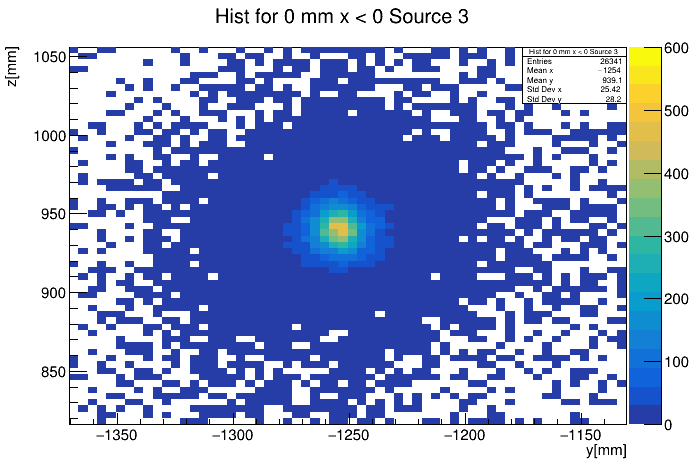 Hist for 0 mm x < 0 Source 3
z[mm]
1050
1000
950
900
850
Hist for 0 mm x < 0 Source 3
Entries 26341
Mean x −1254
Mean y 939.1
Std Dev x 25.42
Std Dev y 28.2
600
500
400
300
200
100
0
−1350 −1300 −1250 −1200 −1150
y[mm]